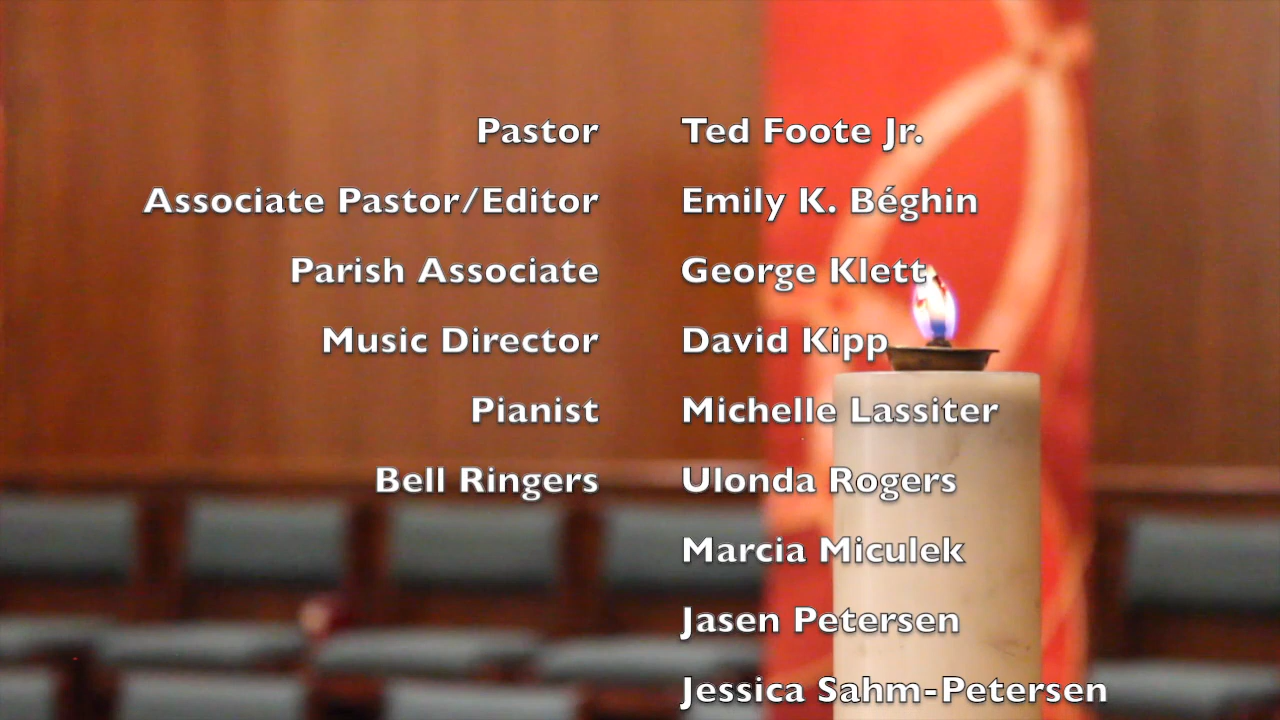 Pastor Ted Foote Jr.
Associate Pastor/Editor Emily K. Béghin
Parish Associate George Klett
Music Director David Kipp
Pianist Michelle Lassiter
Bell Ringers Ulonda Rogers
Marcia Miculek
Jasen Petersen
Jessica Sahm-Petersen